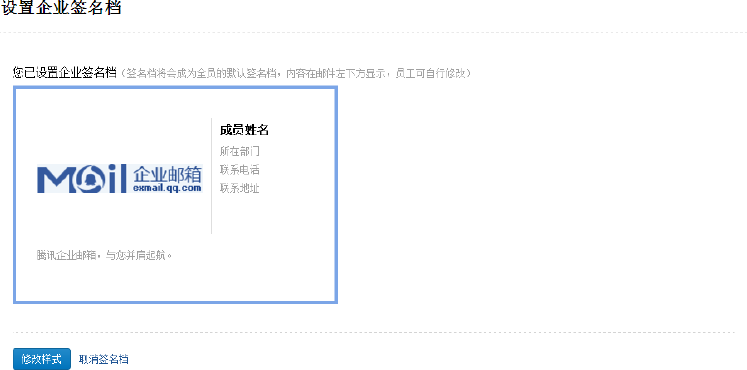 设置企业签名档
您已设置企业签名档（签名档将会成为全员的默认签名档，内容在邮件左下方显示，员工可自行修改）
Mail 企业邮箱
exmail.qq.com
成员姓名
所在部门
联系电话
联系地址
腾讯企业邮箱，与您并肩起航。
修改样式 取消签名档